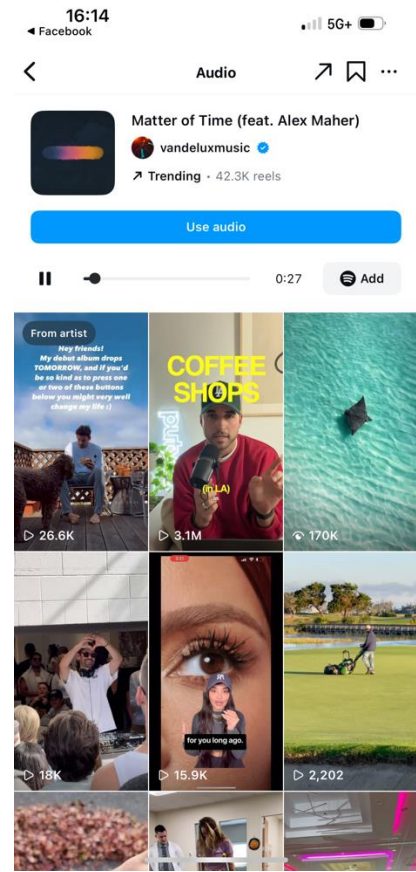 16:14
Facebook
5G+
Audio
Matter of Time (feat. Alex Maher)
vandeluxmusic
Trending • 42.3K reels
Use audio
0:27
Add
From artist
Hey friends!
My debut album drops
TOMORROW, and if you'd
be so kind as to press one
or two of these buttons
below you might very well
change my life :)
26.6K
COFFEE
SHOPS
(in LA)
3.1M
170K
18K
for you long ago.
15.9K
2,202